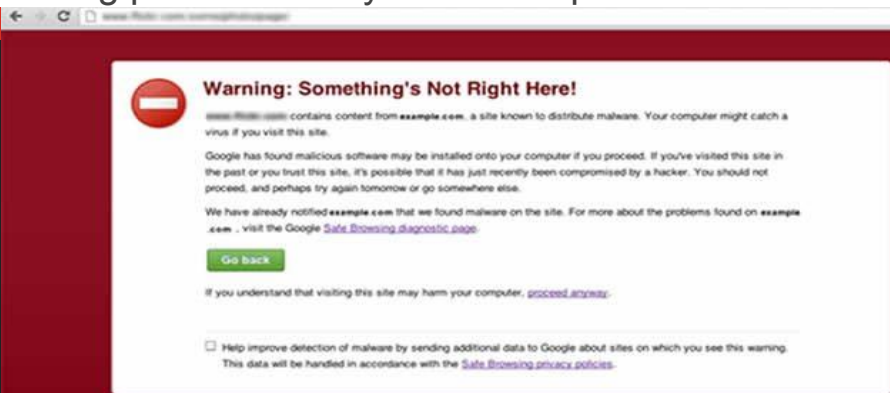 Warning: Something's Not Right Here!
contains content from example.com, a site known to distribute malware. Your computer might catch a
virus if you visit this site.
Google has found malicious software may be installed onto your computer if you proceed. If you've visited this site in
the past or you trust this site, it's possible that it has just recently been compromised by a hacker. You should not
proceed, and perhaps try again tomorrow or go somewhere else.
We have already notified example.com that we found malware on the site. For more about the problems found on example
.com , visit the Google Safe Browsing diagnostic page.
Go back
If you understand that visiting this site may harm your computer, proceed anyway.
Help improve detection of malware by sending additional data to Google about sites on which you see this warning.
This data will be handled in accordance with the Safe Browsing privacy policies.